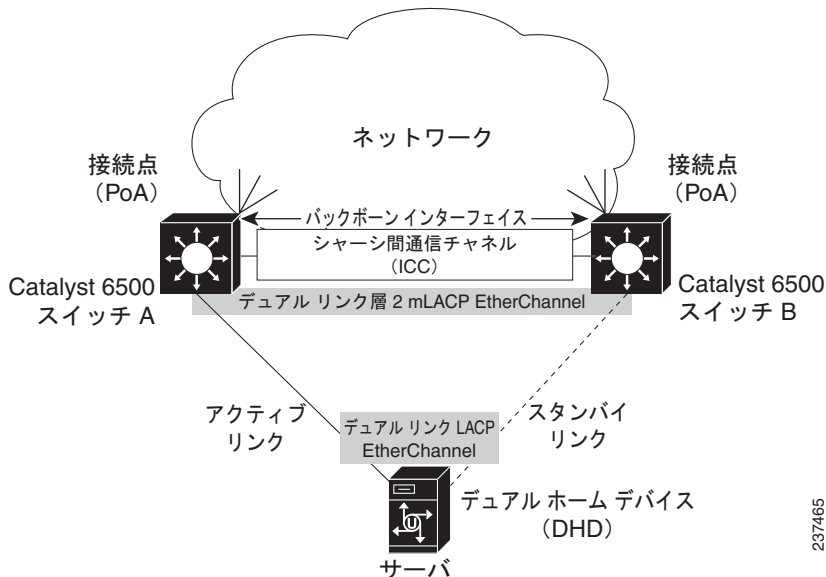 ネットワーク
接続点
(PoA)
接続点
(PoA)
バックボーン インターフェイス
シャーシ間通信チャネル
(ICC)
Catalyst 6500
スイッチ A
Catalyst 6500
スイッチ B
デュアル リンク層 2 mLACP EtherChannel
アクティブ
リンク
デュアル リンク LACP
EtherChannel
スタンバイ
リンク
デュアル ホーム デバイス
(DHD)
サーバ
237465